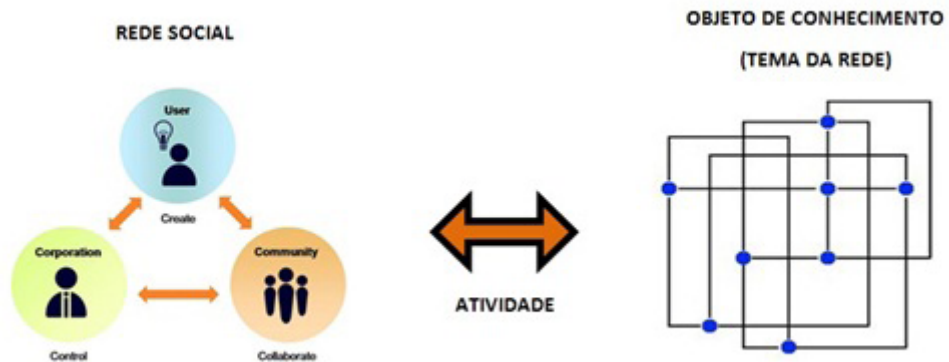 REDE SOCIAL
User
Create
Corporation
Control
Community
Collaborate
ATIVIDADE
OBJETO DE CONHECIMENTO
(TEMA DA REDE)